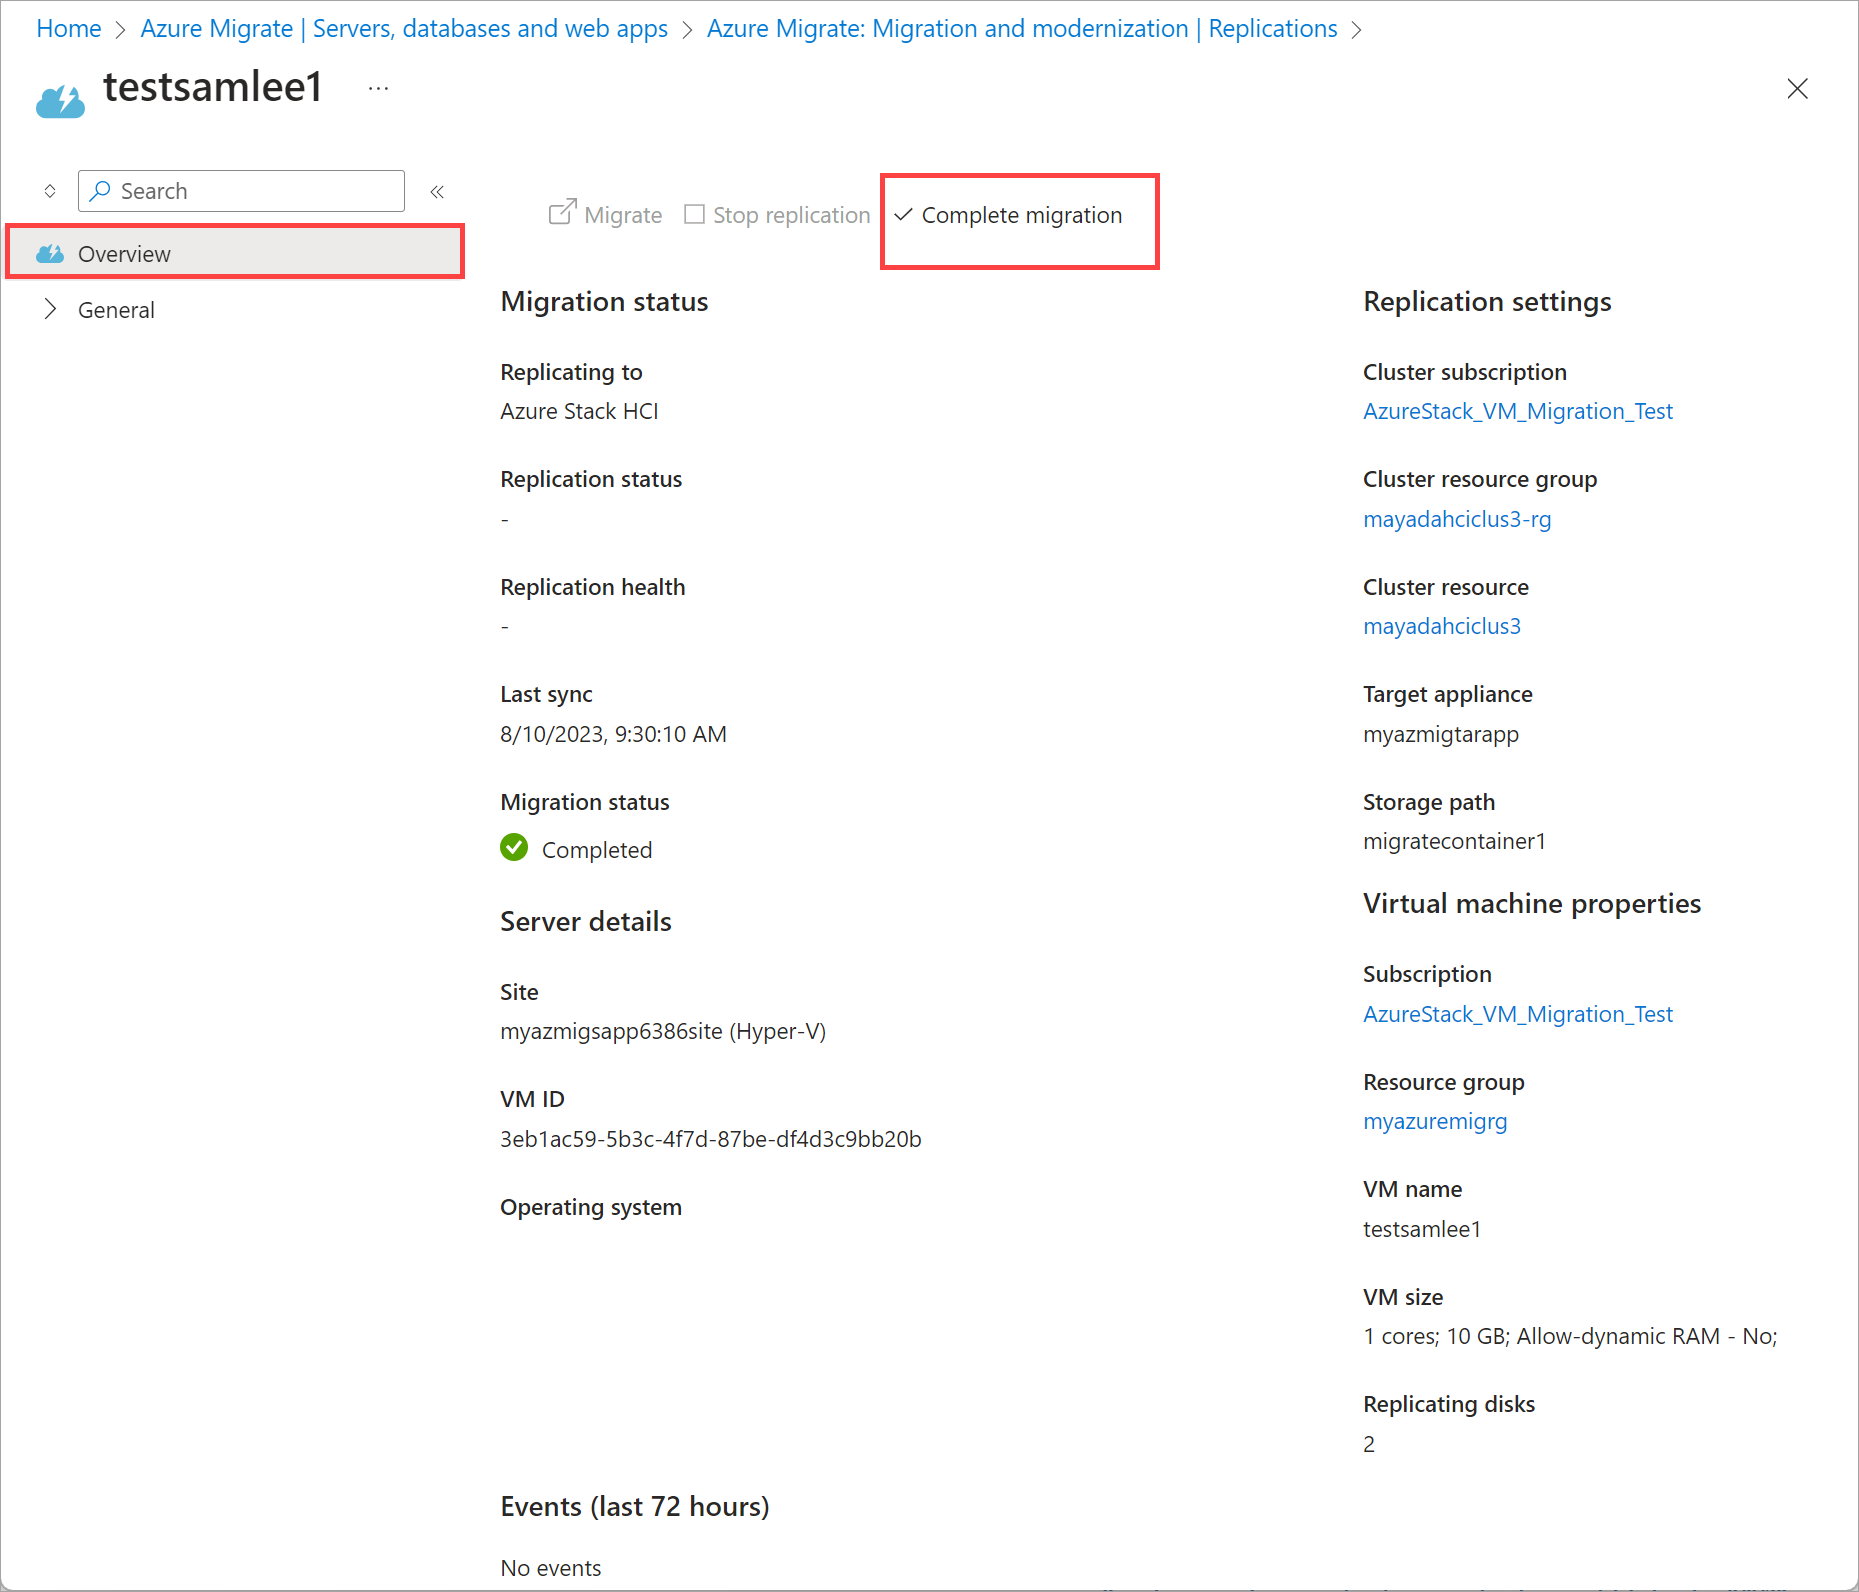 Home > Azure Migrate | Servers, databases and web apps > Azure Migrate: Migration and modernization | Replications >
testsamlee1 ...
Search
Overview
General
Migrate Stop replication Complete migration
Migration status
Replicating to
Azure Stack HCI
Replication status
-
Replication health
-
Last sync
8/10/2023, 9:30:10 AM
Migration status
Completed
Server details
Site
myazmigsapp6386site (Hyper-V)
VM ID
3eb1ac59-5b3c-4f7d-87be-df4d3c9bb20b
Operating system
Replication settings
Cluster subscription
AzureStack_VM_Migration_Test
Cluster resource group
mayadahciclus3-rg
Cluster resource
mayadahciclus3
Target appliance
myazmigtarapp
Storage path
migratecontainer1
Virtual machine properties
Subscription
AzureStack_VM_Migration_Test
Resource group
myazuremigrg
VM name
testsamlee1
VM size
1 cores; 10 GB; Allow-dynamic RAM - No;
Replicating disks
2
Events (last 72 hours)
No events